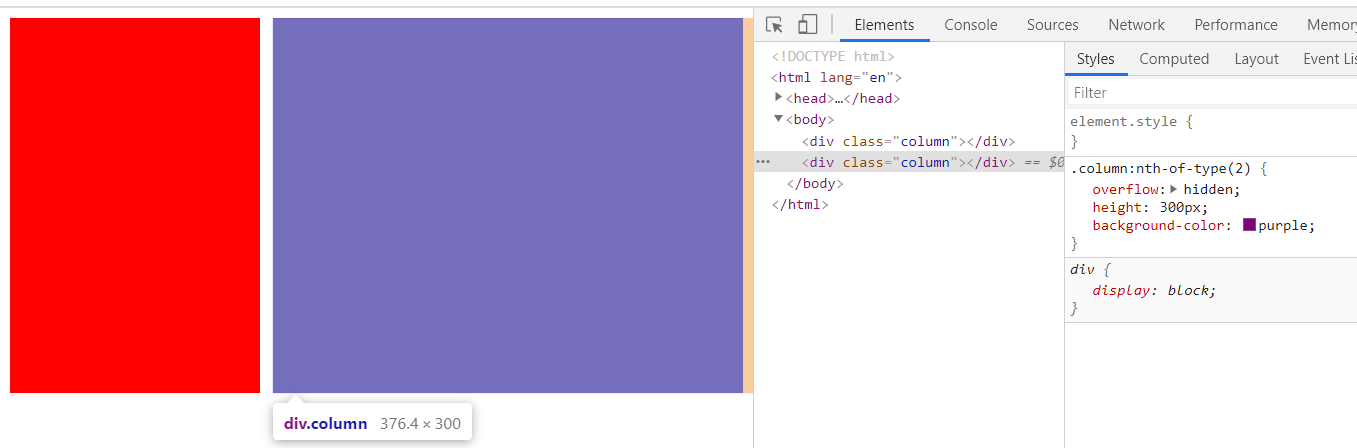 Elements Console Sources Network Performance Memory
<!DOCTYPE html>
<html lang="en">
<head>…</head>
<body>
<div class="column"></div>
<div class="column"></div> == $0
</body>
</html>
Styles Computed Layout Event Lis
Filter
element.style {
}
.column:nth-of-type(2) {
overflow: hidden;
height: 300px;
background-color: purple;
}
div {
display: block;
}
div.column 376.4 × 300